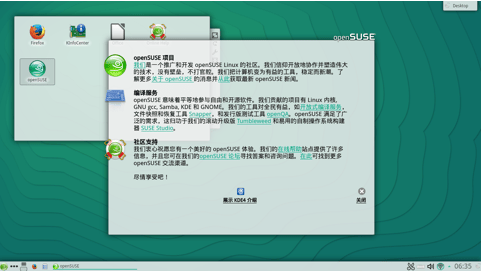 Desktop
openSUSE
Firefox
KInfoCenter
openSUSE
openSUSE 项目
我们是一个推广和开发 openSUSE Linux 的社区。我们信仰开放地协作并塑造伟大
的技术，没有壁垒，不打官腔。我们把计算机变为有益的工具，稳定而新潮。了
解更多关于 openSUSE 的消息并从此获取最新 openSUSE 新闻。
编译服务
openSUSE 意味着平等地参与自由和开源软件。我们贡献的项目有 Linux 内核、
GNU gcc, Samba, KDE 和 GNOME。我们的工具对全民有益，如开放式编译服务，
文件快照和恢复工具 Snapper，和发行版测试工具 openQA。openSUSE 满足了广
泛的需求，这归功于我们的滚动升级版 Tumbleweed 和易用的自制操作系统构建
器 SUSE Studio。
社区支持
我们衷心祝愿您有一个美好的 openSUSE 体验。我们的在线帮助站点提供了许多
信息，并且您可在我们的openSUSE 论坛寻找答案和咨询问题。在此可找到更多
openSUSE 交流渠道。
尽情享受吧！
展示 KDE4 介绍
关闭
openSUSE
06:35